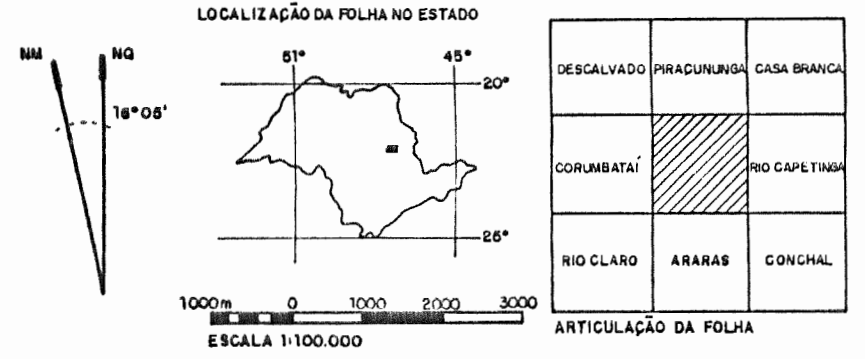 LOCALIZAÇÃO DA FOLHA NO ESTADO
NM
NQ
16°05'
51°
45°
20°
25°
1000m 0 1000 2000 3000
ESCALA 1:100.000
DESCALVADO PIRAÇUNUNGA CASA BRANCA
CORUMBATAÍ RIO CAPETINGA
RIO CLARO ARARAS CONCHAL
ARTICULAÇÃO DA FOLHA